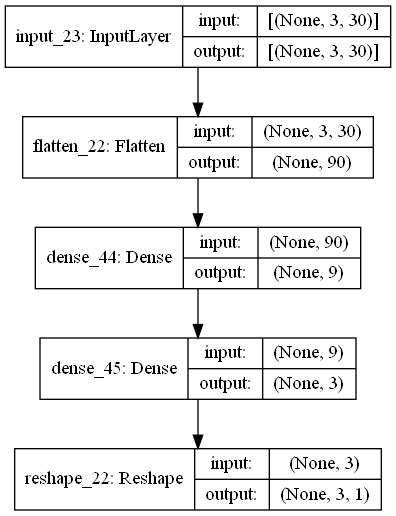 input_23: InputLayer
input:
[(None, 3, 30)]
output:
[(None, 3, 30)]
flatten_22: Flatten
input:
(None, 3, 30)
output:
(None, 90)
dense_44: Dense
input:
(None, 90)
output:
(None, 9)
dense_45: Dense
input:
(None, 9)
output:
(None, 3)
reshape_22: Reshape
input:
(None, 3)
output:
(None, 3, 1)